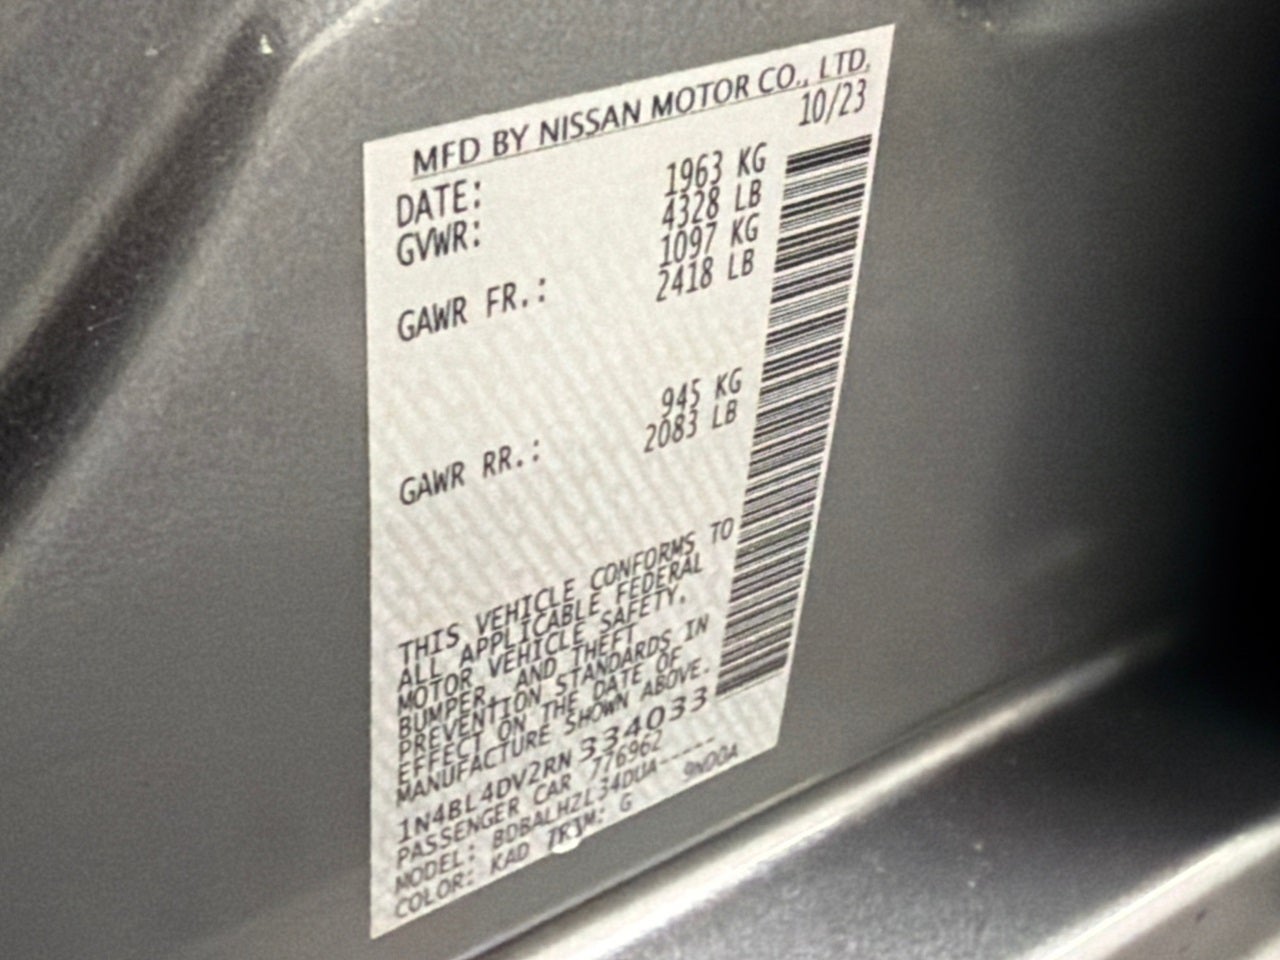 MFD BY NISSAN MOTOR CO., LTD.
DATE: 10/23
GVWR: 1963 KG
4328 LB
GAWR FR.: 1097 KG
2418 LB
GAWR RR.: 945 KG
2083 LB
THIS VEHICLE CONFORMS TO
ALL APPLICABLE FEDERAL
MOTOR VEHICLE SAFETY,
BUMPER, AND THEFT
PREVENTION STANDARDS IN
EFFECT ON THE DATE OF
MANUFACTURE SHOWN ABOVE.
1N4BL4DV2RN334033
PASSENGER CAR 776962
MODEL: BDBALHZL34DUA-----
COLOR: KAD TRIM: G